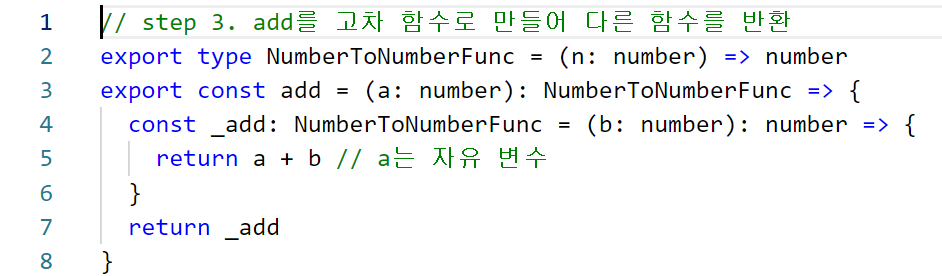 1 // step 3. add를 고차 함수로 만들어 다른 함수를 반환
2 export type NumberToNumberFunc = (n: number) => number
3 export const add = (a: number): NumberToNumberFunc => {
4   const _add: NumberToNumberFunc = (b: number): number => {
5     return a + b // a는 자유 변수
6   }
7   return _add
8 }